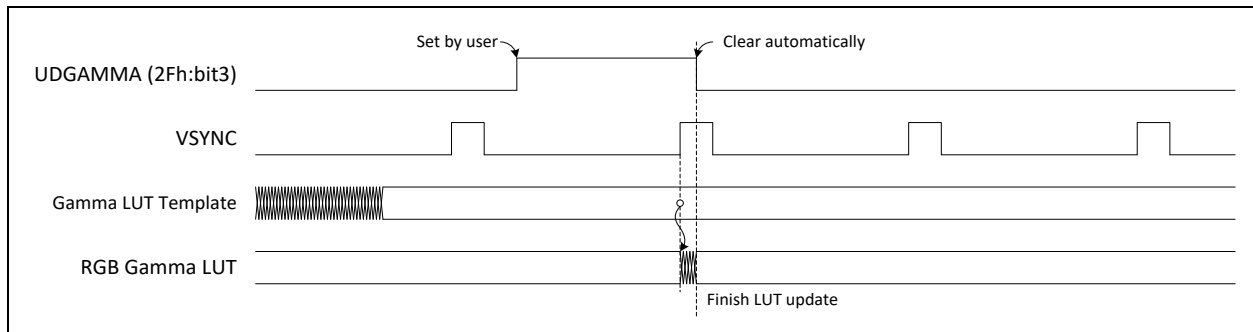 Set by user
Clear automatically
UDGAMMA (2Fh:bit3)
VSYNC
Gamma LUT Template
RGB Gamma LUT
Finish LUT update